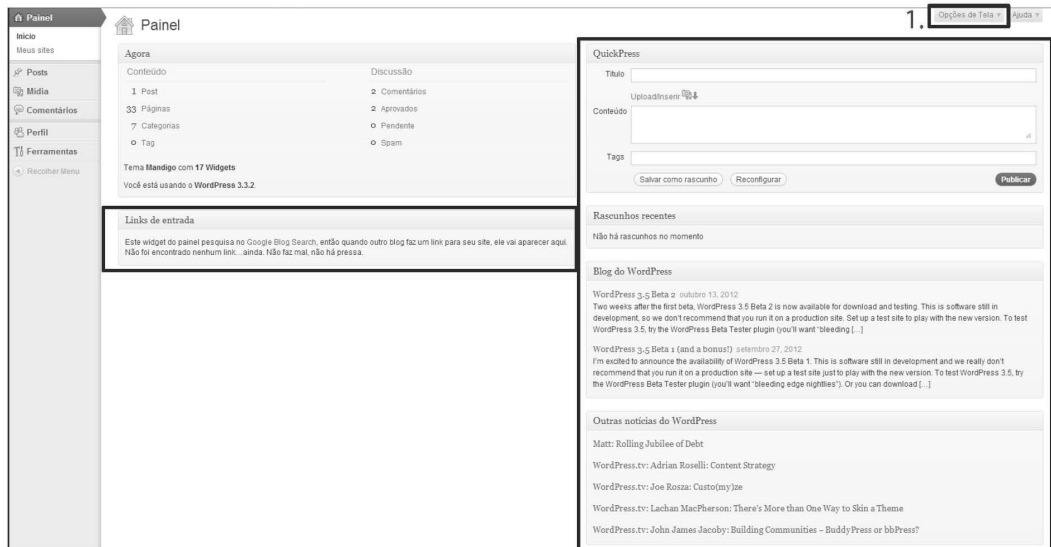 Painel
Início
Meus sites
Posts
Mídia
Comentários
Perfil
Ferramentas
Recolher Menu
Painel
1.
Opções de Tela
Ajuda
Agora
Conteúdo
Discussão
1 Post
2 Comentários
33 Páginas
2 Aprovados
7 Categorias
0 Pendente
0 Tag
0 Spam
Tema Mandigo com 17 Widgets
Você está usando o WordPress 3.3.2.
Links de entrada
Este widget do painel pesquisa no Google Blog Search, então quando outro blog faz um link para seu site, ele vai aparecer aqui.
Não foi encontrado nenhum link... ainda. Não faz mal, não há pressa.
QuickPress
Título
Upload/Inserir
Conteúdo
Tags
Salvar como rascunho
Reconfigurar
Publicar
Rascunhos recentes
Não há rascunhos no momento
Blog do WordPress
WordPress 3.5 Beta 2 outubro 13, 2012
Two weeks after the first beta, WordPress 3.5 Beta 2 is now available for download and testing. This is software still in
development, so we don't recommend that you run it on a production site. Set up a test site to play with the new version. To test
WordPress 3.5, try the WordPress Beta Tester plugin (you'll want "bleeding [...]
WordPress 3.5 Beta 1 (and a bonus!) setembro 27, 2012
I'm excited to announce the availability of WordPress 3.5 Beta 1. This is software still in development and we really don't
recommend that you run it on a production site — set up a test site just to play with the new version. To test WordPress 3.5, try
the WordPress Beta Tester plugin (you'll want "bleeding edge nightlies"). Or you can download [...]
Outras notícias do WordPress
Matt: Rolling Jubilee of Debt
WordPress.tv: Adrian Roselli: Content Strategy
WordPress.tv: Joe Rosza: Custo(my)ze
WordPress.tv: Lachan MacPherson: There's More than One Way to Skin a Theme
WordPress.tv: John James Jacoby: Building Communities – BuddyPress or bbPress?